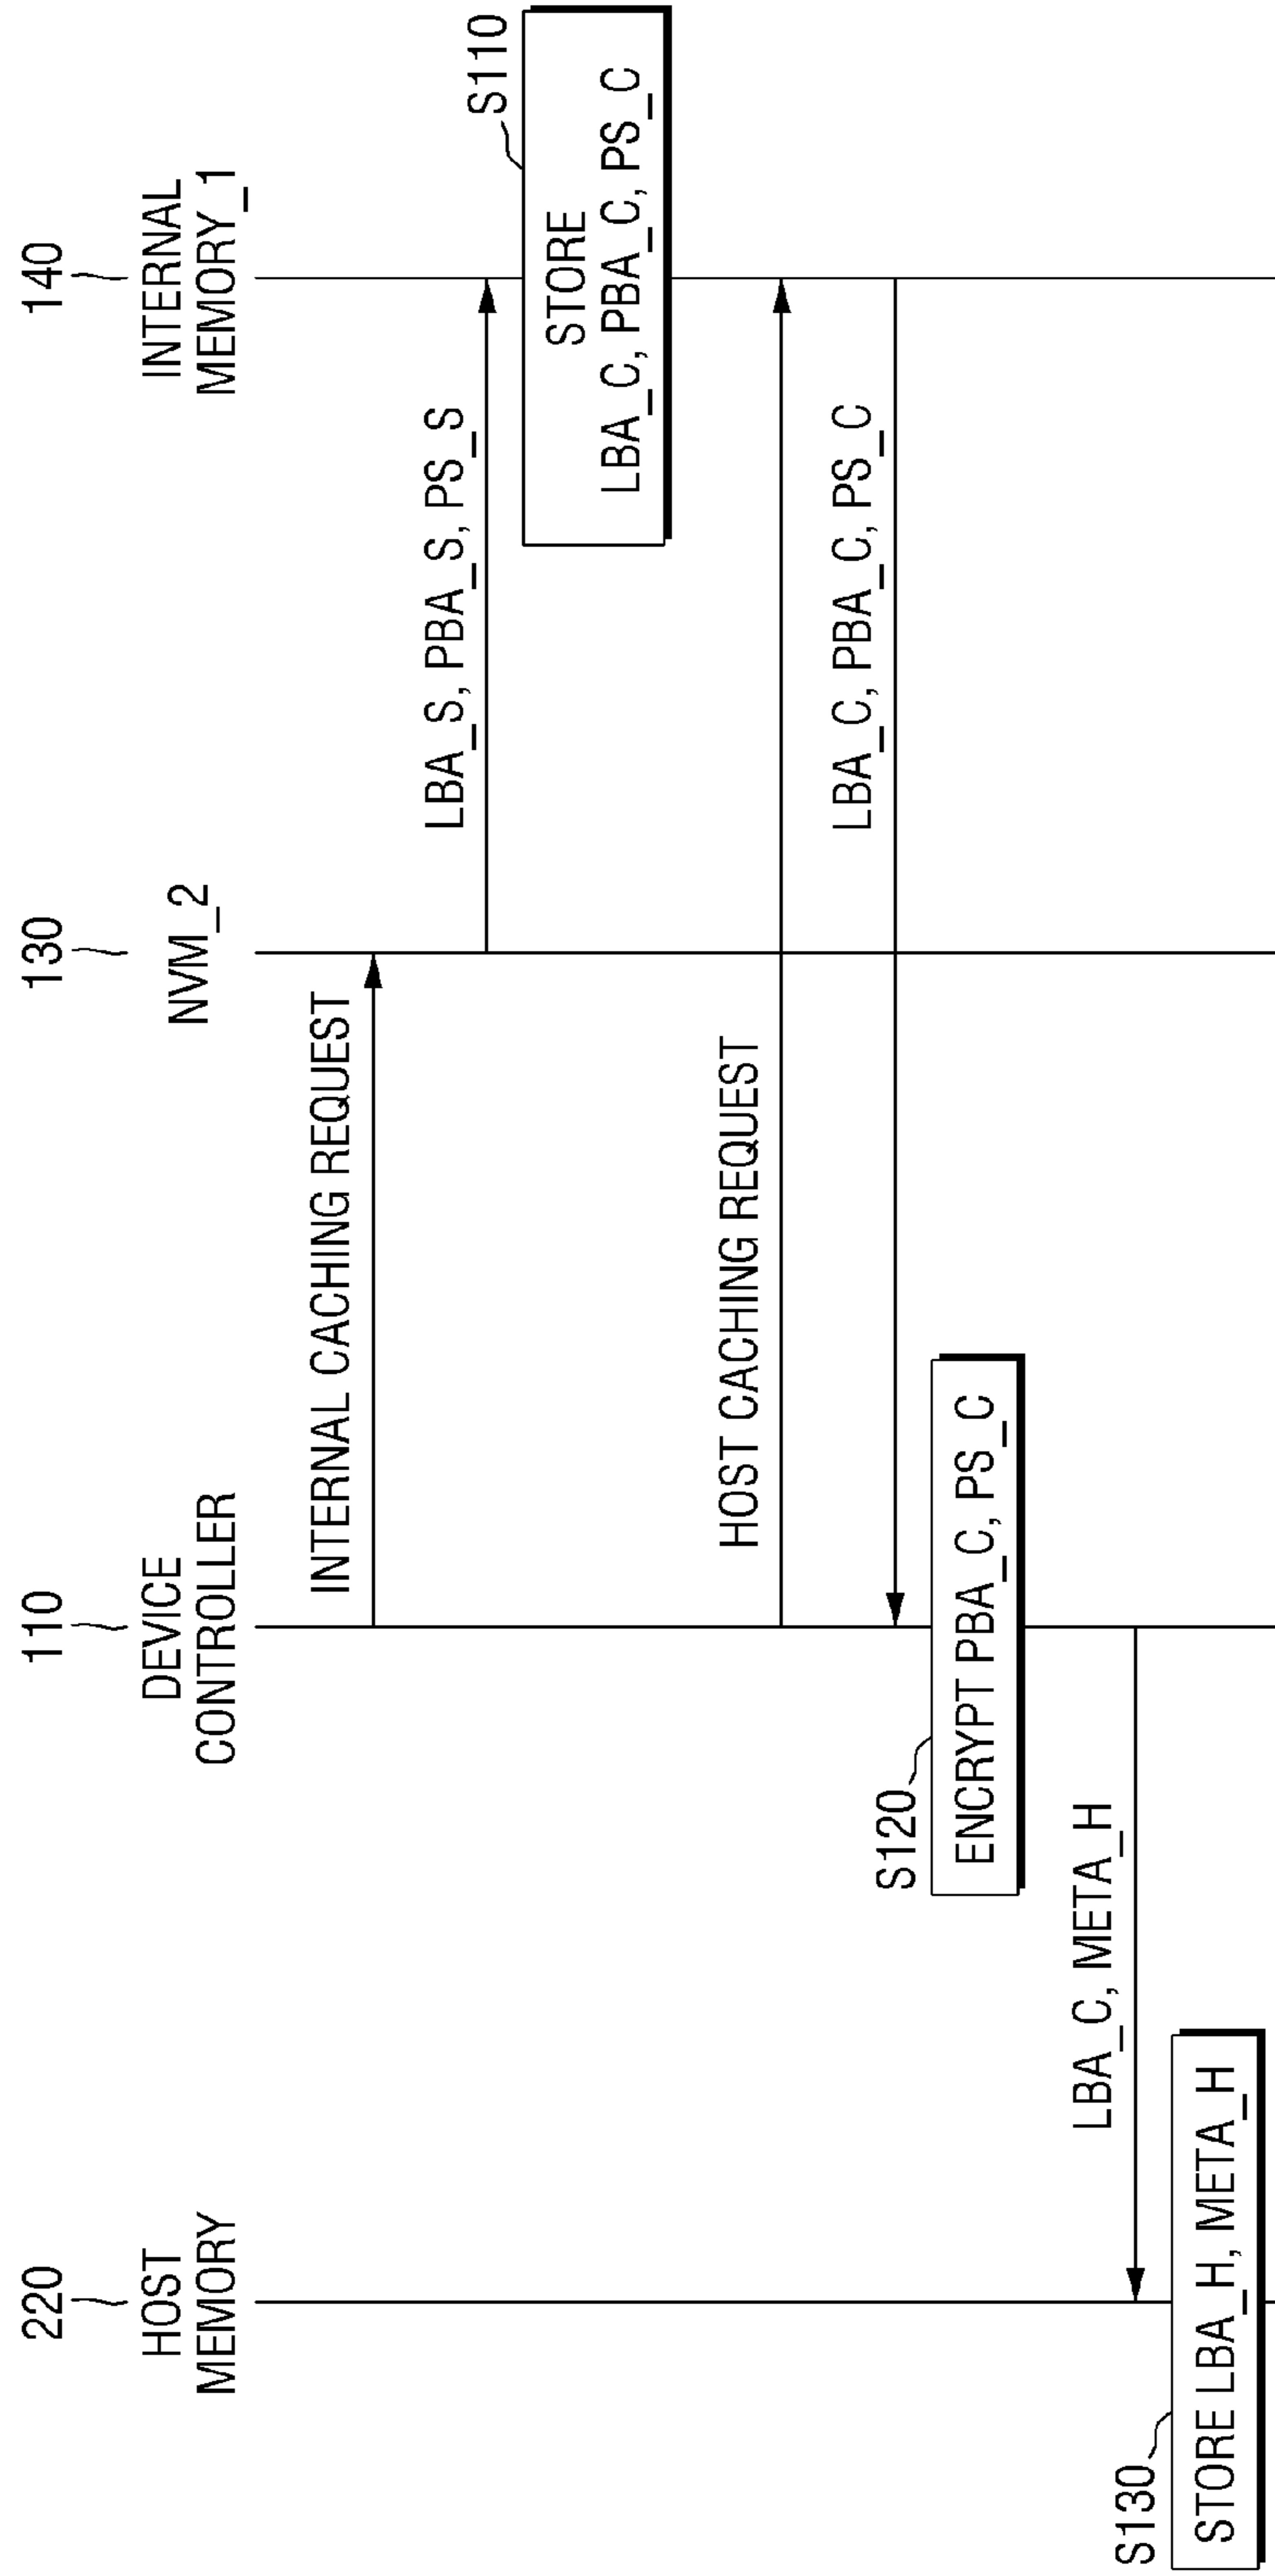 220
HOST
MEMORY
110
DEVICE
CONTROLLER
130
NVM_2
140
INTERNAL
MEMORY_1
INTERNAL CACHING REQUEST
LBA_S, PBA_S, PS_S
S110
STORE
LBA_C, PBA_C, PS_C
HOST CACHING REQUEST
LBA_C, PBA_C, PS_C
S120
ENCRYPT PBA_C, PS_C
LBA_C, META_H
S130
STORE LBA_H, META_H